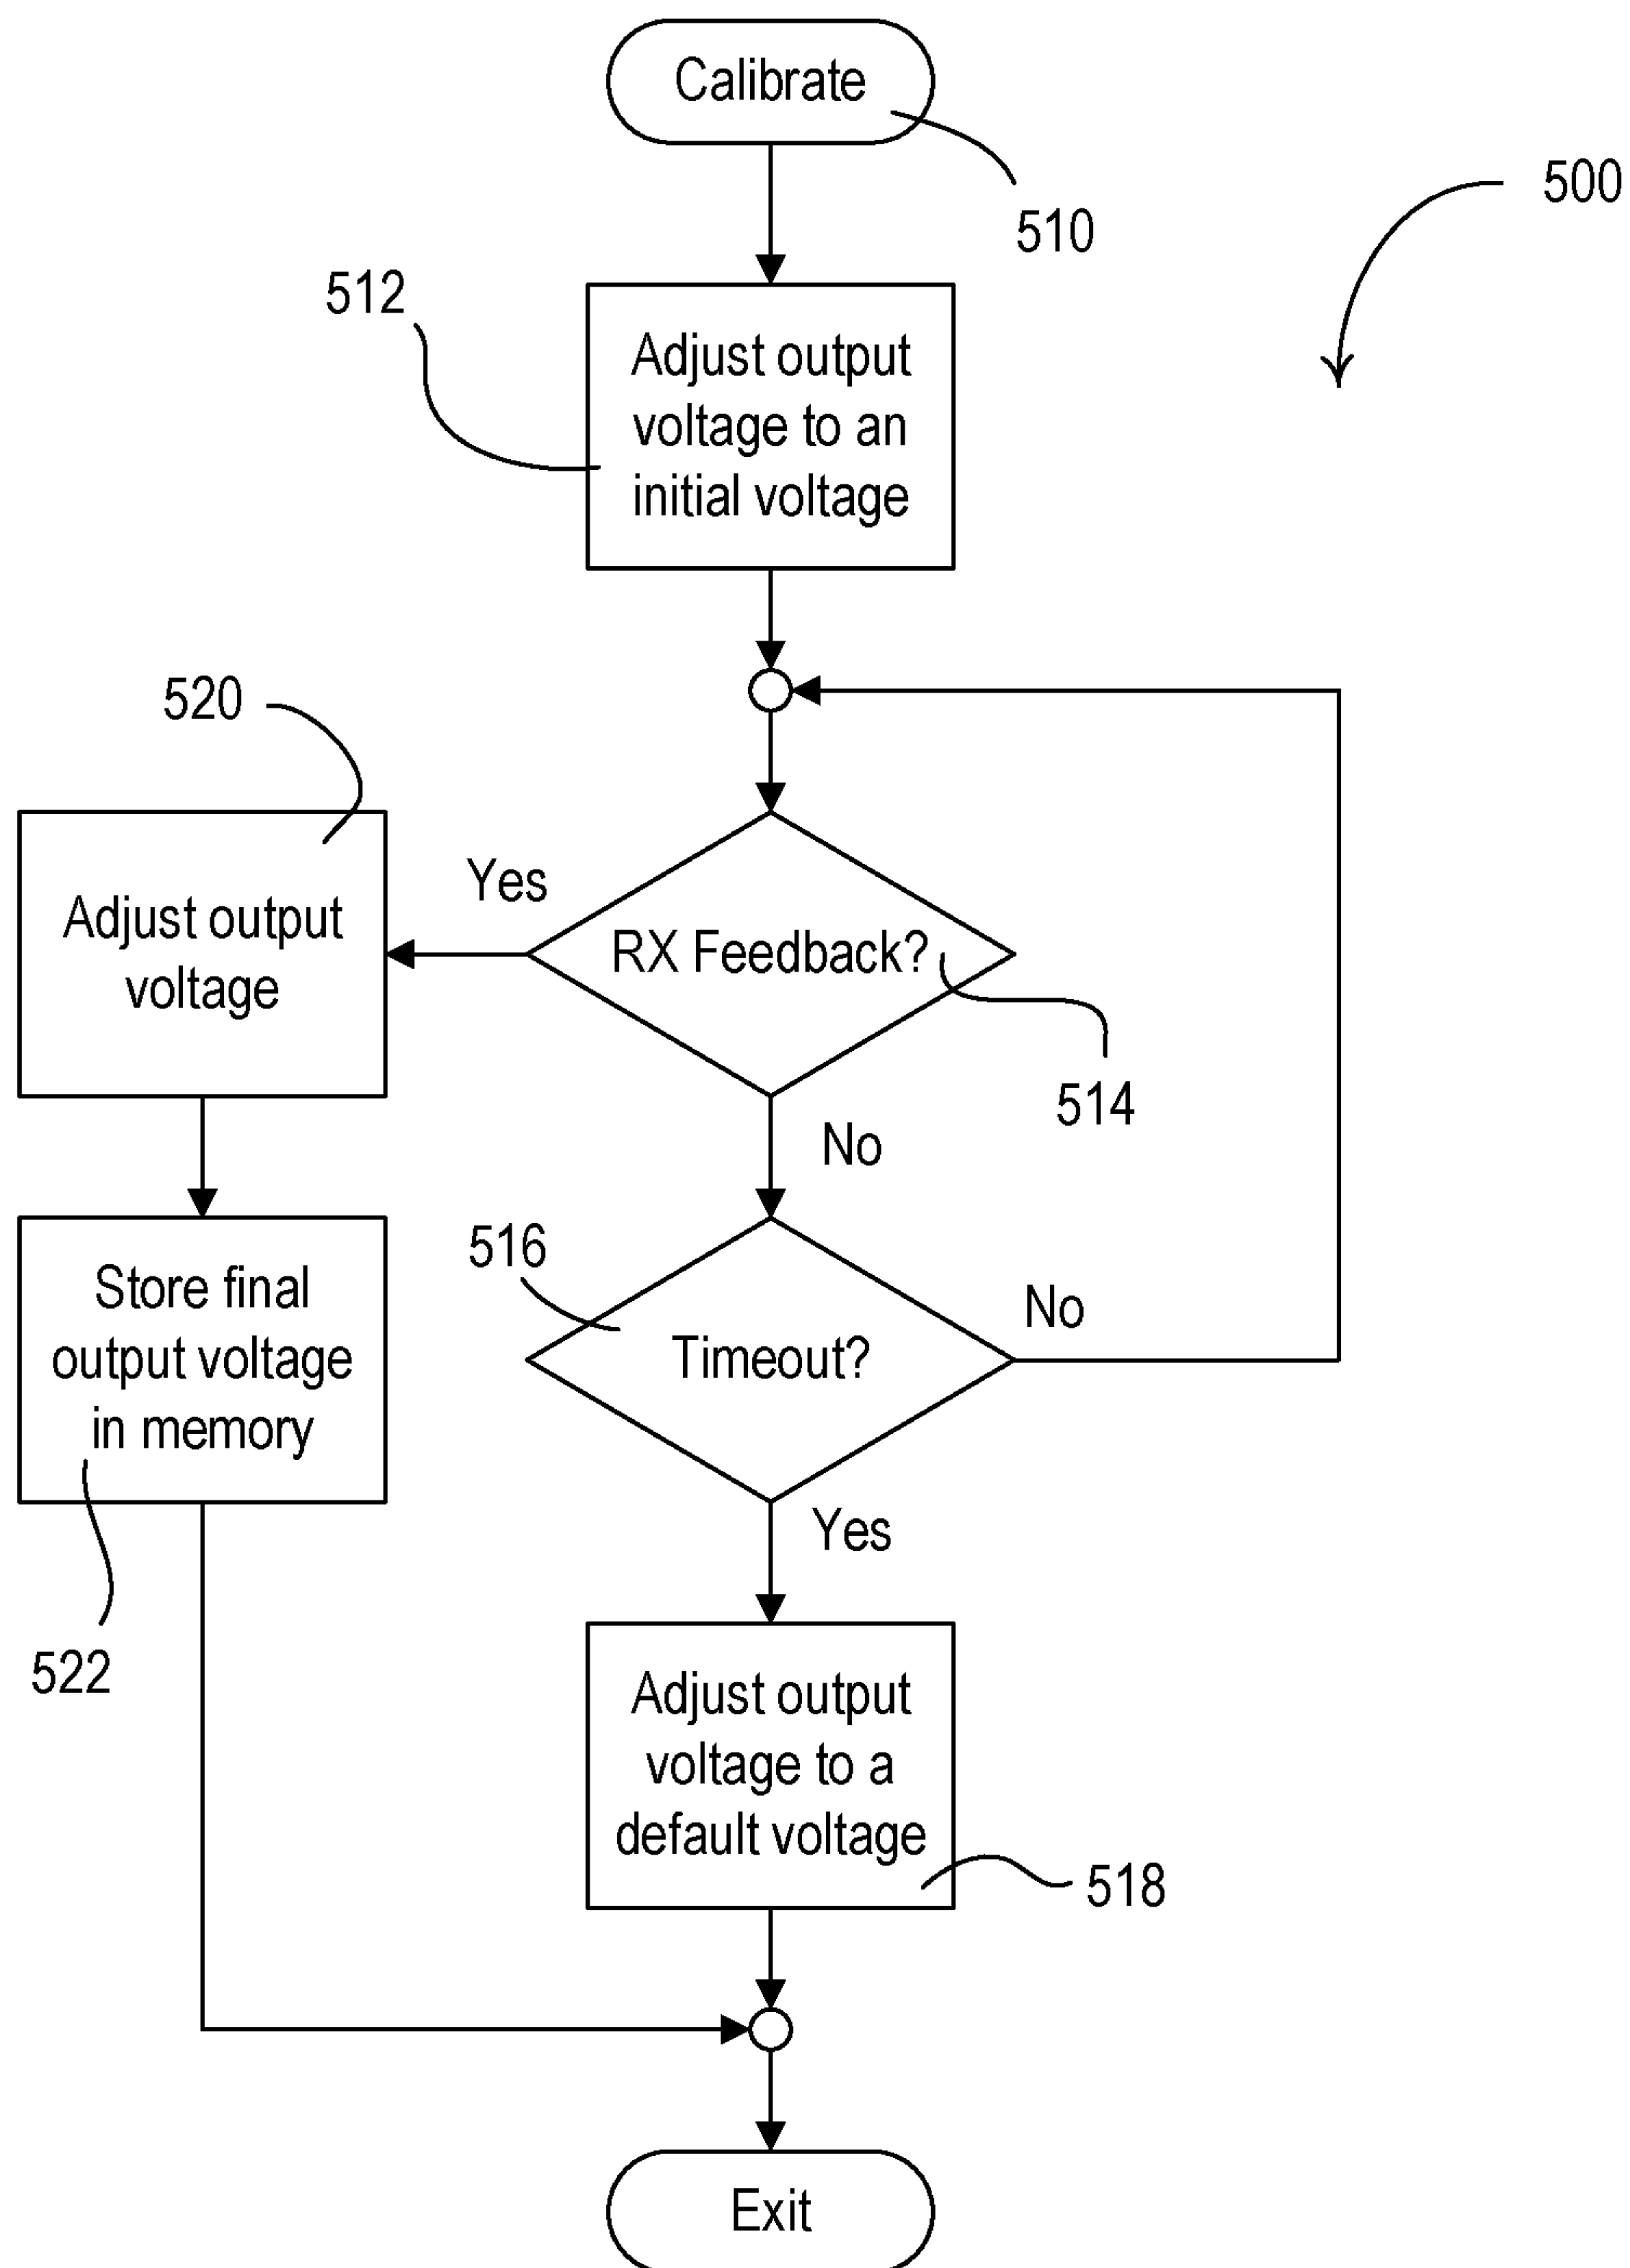 Calibrate
500
510
512
Adjust output
voltage to an
initial voltage
520
Yes
Adjust output
voltage
RX Feedback?
514
No
516
Store final
output voltage
in memory
Timeout?
No
Yes
522
Adjust output
voltage to a
default voltage
518
Exit